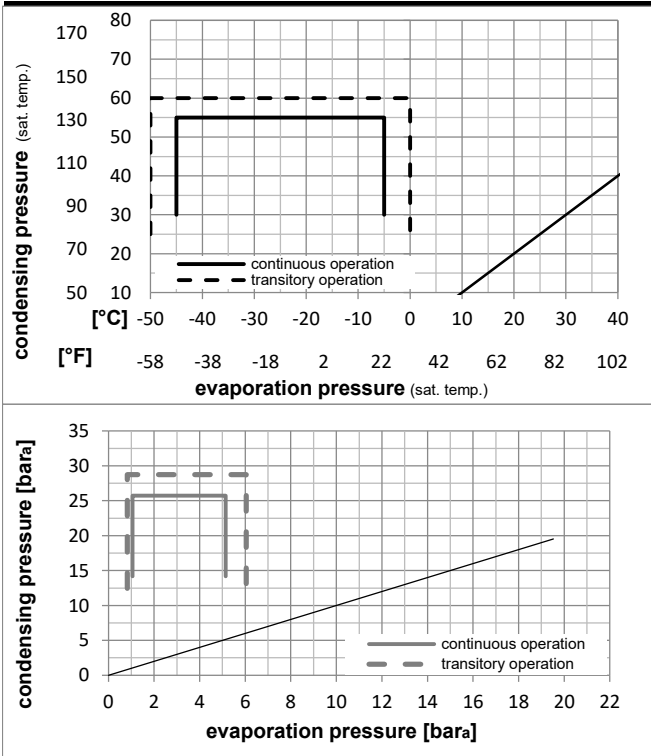 170 80
150 70
130 60
50
110 40
90 30
70 20
50 10
condensing pressure (sat. temp.)
continuous operation
transitory operation
[°C] -50 -40 -30 -20 -10 0 10 20 30 40
[°F] -58 -38 -18 2 22 42 62 82 102
evaporation pressure (sat. temp.)
condensing pressure [bara]
35
30
25
20
15
10
5
0
continuous operation
transitory operation
0 2 4 6 8 10 12 14 16 18 20 22
evaporation pressure [bara]